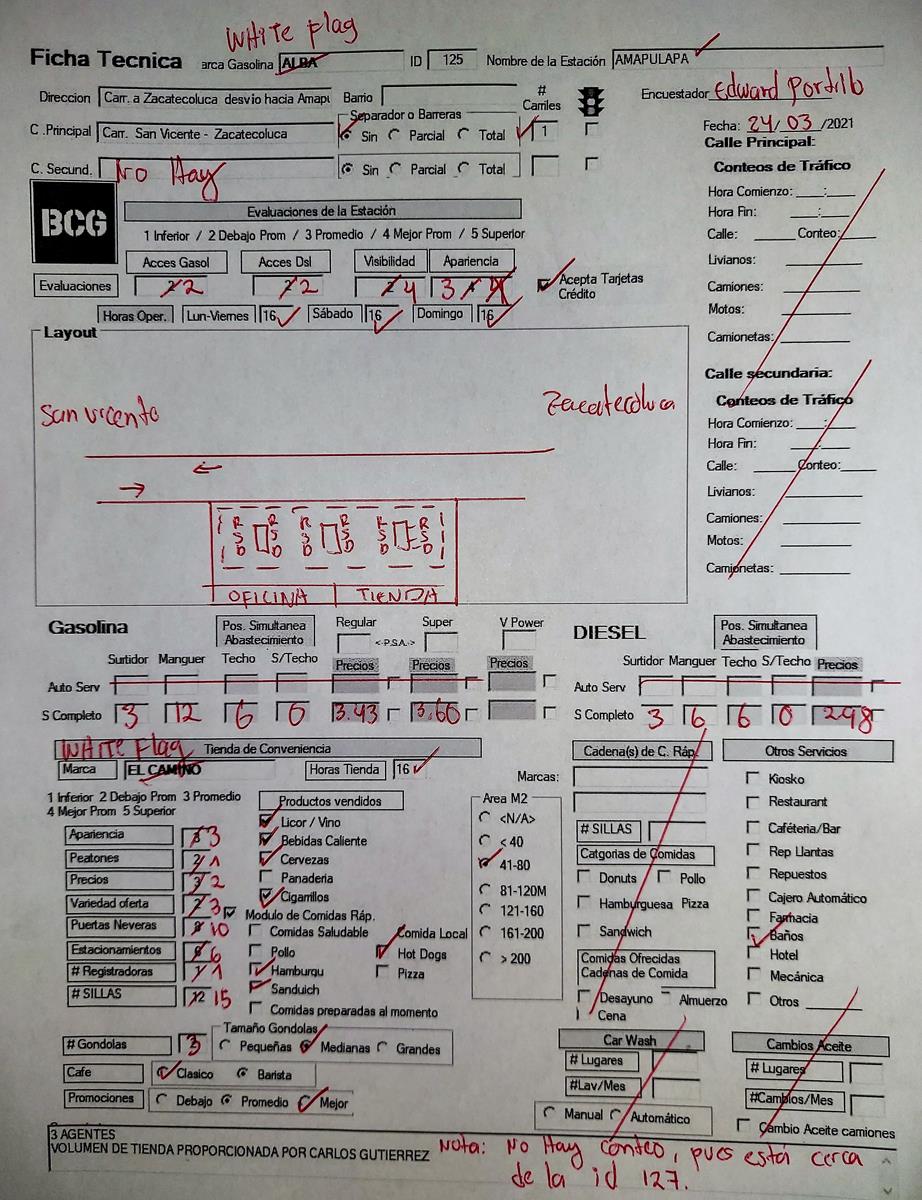 White flag
Ficha Tecnica arca Gasolina ALBA ID 125 Nombre de la Estación AMAPULAPA
Direccion Carr. a Zacatecoluca desvio hacia Amapu Barrio # Carriles Encuestador Edward Portillo
Separador o Barreras
C .Principal Carr. San Vicente - Zacatecoluca Sin Parcial Total 1 Fecha: 24/ 03 /2021
Calle Principal:
C. Secund. No Hay Sin Parcial Total Conteos de Tráfico
Hora Comienzo: ___:___
BCG Evaluaciones de la Estación Hora Fin: ___:___
1 Inferior / 2 Debajo Prom / 3 Promedio / 4 Mejor Prom / 5 Superior Calle: ____ Conteo:____
Acces Gasol Acces Dsl Visibilidad Apariencia Livianos:
Evaluaciones 2 2 4 3 Acepta Tarjetas Crédito Camiones:
Horas Oper. Lun-Viernes 16 Sábado 16 Domingo 16 Motos:
Layout Camionetas:
Calle secundaria:
San Vicente Zacatecoluca Conteos de Tráfico
Hora Comienzo: ___:___
Hora Fin: ___:___
Calle: ____ Conteo:____
Livianos:
R R R R R R
S S S S S S
D D D D D D
Camiones:
Motos:
Camionetas:
OFICINA TIENDA
Gasolina Pos. Simultanea Abastecimiento Regular <-P.S.A.-> Super V Power DIESEL Pos. Simultanea Abastecimiento
Surtidor Manguer Techo S/Techo Precios Precios Precios Surtidor Manguer Techo S/Techo Precios
Auto Serv Auto Serv
S Completo 3 12 6 0 3.43 3.60 S Completo 3 6 6 0 2.98
White Flag Tienda de Conveniencia Cadena(s) de C. Ráp. Otros Servicios
Marca EL CAMINO Horas Tienda 16 Marcas: Kiosko
1 Inferior 2 Debajo Prom 3 Promedio Productos vendidos Area M2 Restaurant
4 Mejor Prom 5 Superior Licor / Vino <N/A> # SILLAS Caféteria/Bar
Apariencia 3 Bebidas Caliente < 40 Catgorias de Comidas Rep Llantas
Peatones 1 Cervezas 41-80 Donuts Pollo Repuestos
Precios 2 Panaderia 81-120M Hamburguesa Pizza Cajero Automático
Variedad oferta 3 Cigarrillos 121-160 Farmacia
Puertas Neveras 10 Modulo de Comidas Ráp. 161-200 Sandwich Baños
Estacionamientos 6 Comidas Saludable Comida Local > 200 Comidas Ofrecidas Cadenas de Comida Hotel
# Registradoras 1 Pollo Hot Dogs Mecánica
# SILLAS 12 15 Hamburgu Pizza Desayuno Almuerzo Otros ______
Sanduich Cena
Comidas preparadas al momento
# Gondolas 3 Tamaño Gondolas Pequeñas Medianas Grandes Car Wash Cambios Aceite
Cafe Clasico Barista # Lugares # Lugares
Promociones Debajo Promedio Mejor #Lav/Mes #Cambios/Mes
Manual Automático Cambio Aceite camiones
3 AGENTES
VOLUMEN DE TIENDA PROPORCIONADA POR CARLOS GUTIERREZ Nota: No Hay conteo, pues está cerca
de la id 127.